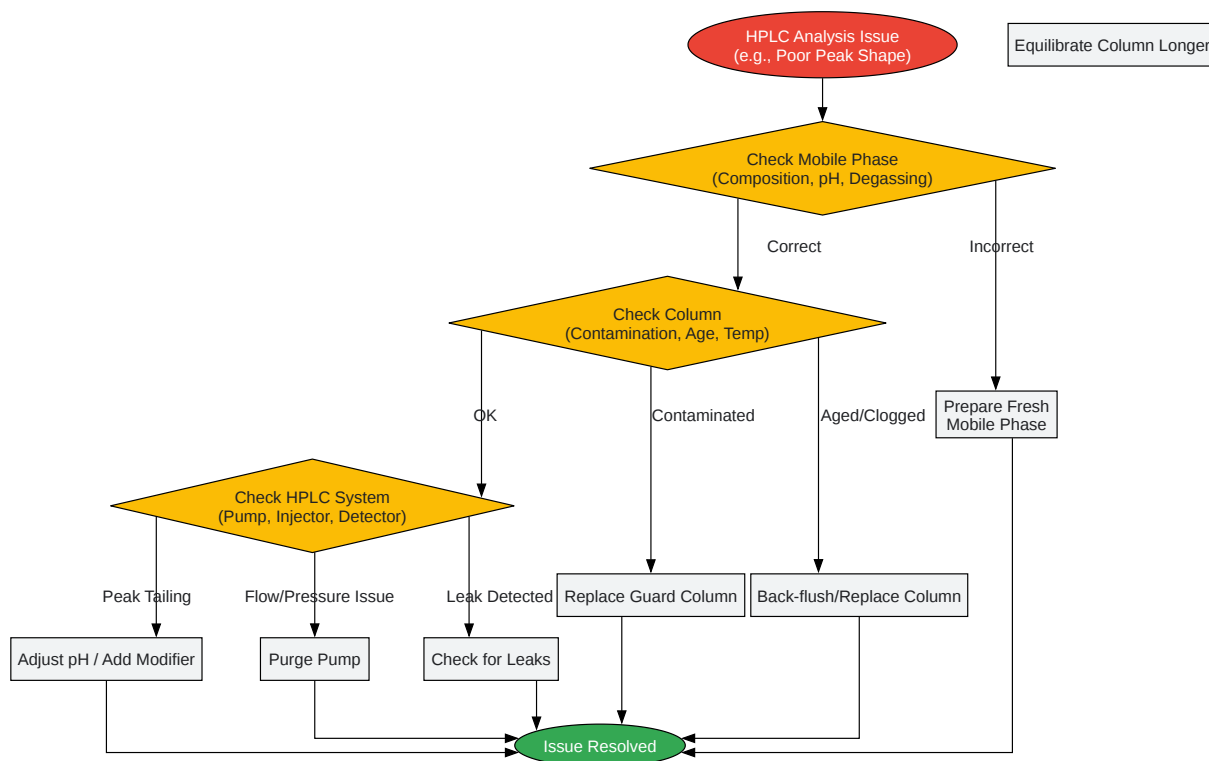 HPLC Analysis Issue
(e.g., Poor Peak Shape)
Equilibrate Column Longer
Check Mobile Phase
(Composition, pH, Degassing)
Correct
Incorrect
Check Column
(Contamination, Age, Temp)
OK
Contaminated
Aged/Clogged
Prepare Fresh
Mobile Phase
Check HPLC System
(Pump, Injector, Detector)
Peak Tailing
Flow/Pressure Issue
Leak Detected
Replace Guard Column
Back-flush/Replace Column
Adjust pH / Add Modifier
Purge Pump
Check for Leaks
Issue Resolved